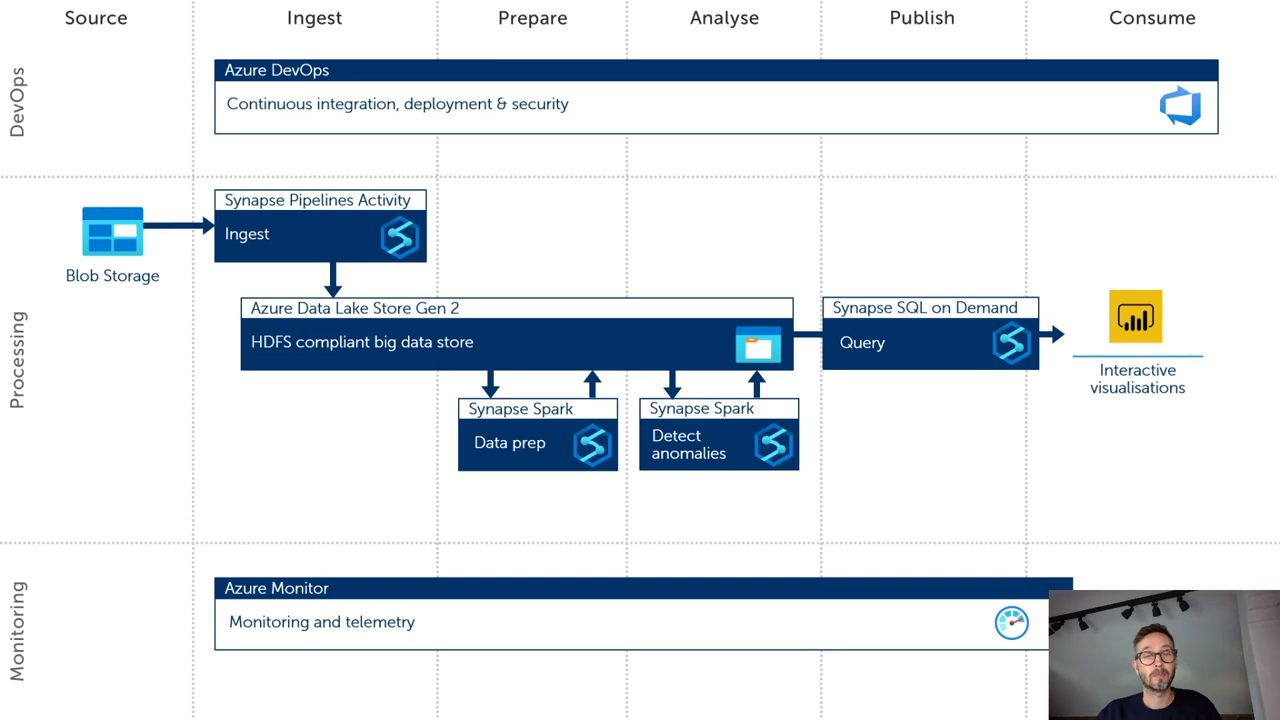 Source
Ingest
Prepare
Analyse
Publish
Consume
DevOps
Azure DevOps
Continuous integration, deployment & security
Processing
Blob Storage
Synapse Pipelines Activity
Ingest
Azure Data Lake Store Gen 2
HDFS compliant big data store
Synapse Spark
Data prep
Synapse Spark
Detect
anomalies
Synapse SQL on Demand
Query
Interactive
visualisations
Monitoring
Azure Monitor
Monitoring and telemetry